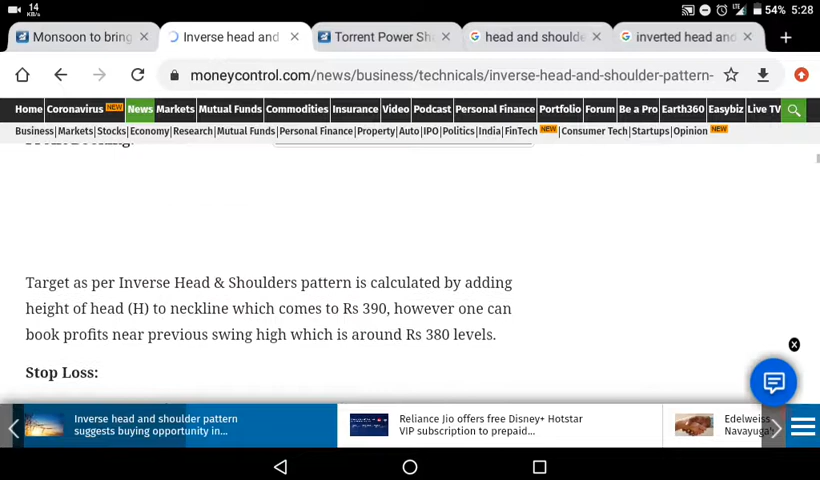 14
KB/s
LTE
54% 5:28
Monsoon to bring
Inverse head and
Torrent Power Sh
head and shoulde
inverted head and
moneycontrol.com/news/business/technicals/inverse-head-and-shoulder-pattern-
Home Coronavirus NEW News Markets Mutual Funds Commodities Insurance Video Podcast Personal Finance Portfolio Forum Be a Pro Earth360 Easybiz Live TV
Business| Markets| Stocks| Economy| Research| Mutual Funds| Personal Finance| Property| Auto| IPO| Politics| India| FinTech NEW | Consumer Tech| Startups| Opinion NEW
Target as per Inverse Head & Shoulders pattern is calculated by adding
height of head (H) to neckline which comes to Rs 390, however one can
book profits near previous swing high which is around Rs 380 levels.
Stop Loss:
Inverse head and shoulder pattern
suggests buying opportunity in...
Reliance Jio offers free Disney+ Hotstar
VIP subscription to prepaid...
Edelweiss
Navayuga